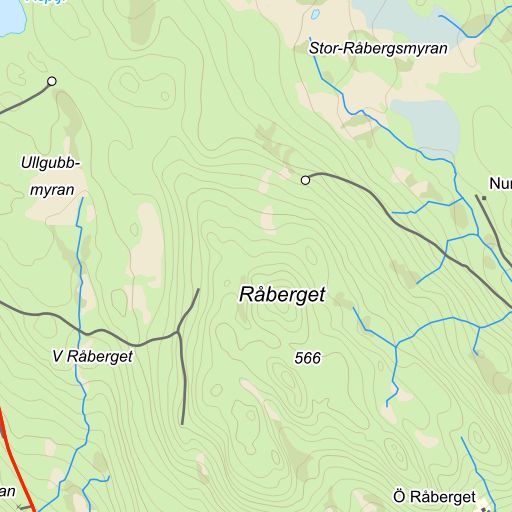 Stor-Råbergsmyran
Ullgubb-
myran
Råberget
V Råberget
566
Ö Råberget